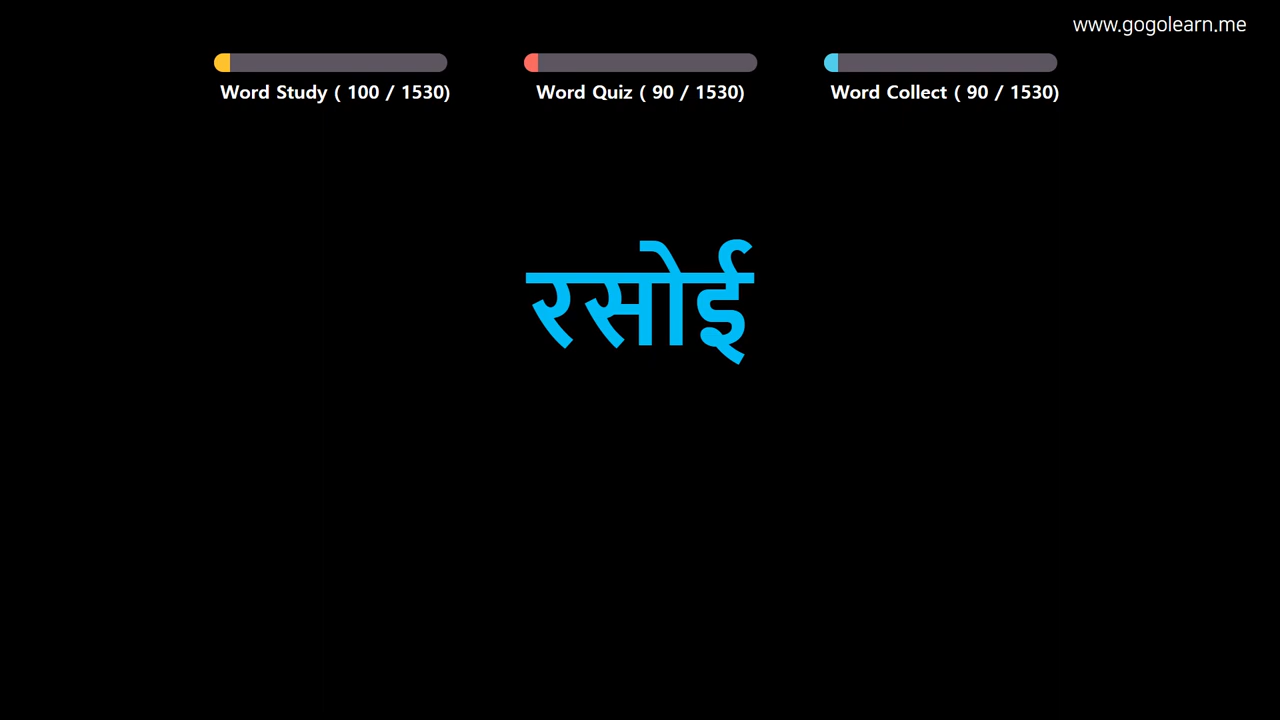 www.gogolearn.me
Word Study ( 100 / 1530)
Word Quiz ( 90 / 1530)
Word Collect ( 90 / 1530)
रसोई